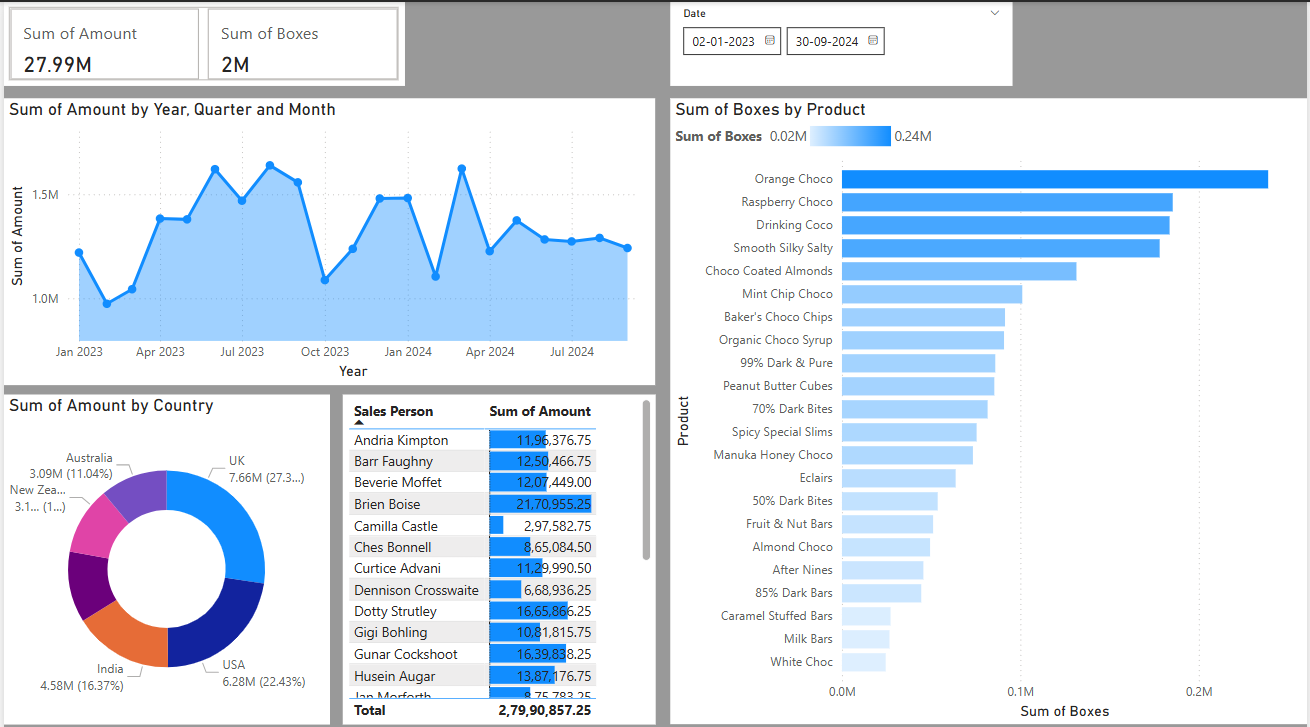 Sum of Amount
27.99M
Sum of Boxes
2M
Date
02-01-2023
30-09-2024
Sum of Amount by Year, Quarter and Month
Sum of Amount
1.5M
1.0M
Jan 2023 Apr 2023 Jul 2023 Oct 2023 Jan 2024 Apr 2024 Jul 2024
Year
Sum of Amount by Country
Australia
3.09M (11.04%)
New Zea...
3.1... (1...)
UK
7.66M (27.3...)
India
4.58M (16.37%)
USA
6.28M (22.43%)
Sales Person Sum of Amount
Andria Kimpton 11,96,376.75
Barr Faughny 12,50,466.75
Beverie Moffet 12,07,449.00
Brien Boise 21,70,955.25
Camilla Castle 2,97,582.75
Ches Bonnell 8,65,084.50
Curtice Advani 11,29,990.50
Dennison Crosswaite 6,68,936.25
Dotty Strutley 16,65,866.25
Gigi Bohling 10,81,815.75
Gunar Cockshoot 16,39,838.25
Husein Augar 13,87,176.75
Jan Morforth 8,75,783.25
Total 2,79,90,857.25
Sum of Boxes by Product
Sum of Boxes 0.02M 0.24M
Product
Orange Choco
Raspberry Choco
Drinking Coco
Smooth Silky Salty
Choco Coated Almonds
Mint Chip Choco
Baker's Choco Chips
Organic Choco Syrup
99% Dark & Pure
Peanut Butter Cubes
70% Dark Bites
Spicy Special Slims
Manuka Honey Choco
Eclairs
50% Dark Bites
Fruit & Nut Bars
Almond Choco
After Nines
85% Dark Bars
Caramel Stuffed Bars
Milk Bars
White Choc
0.0M 0.1M 0.2M
Sum of Boxes